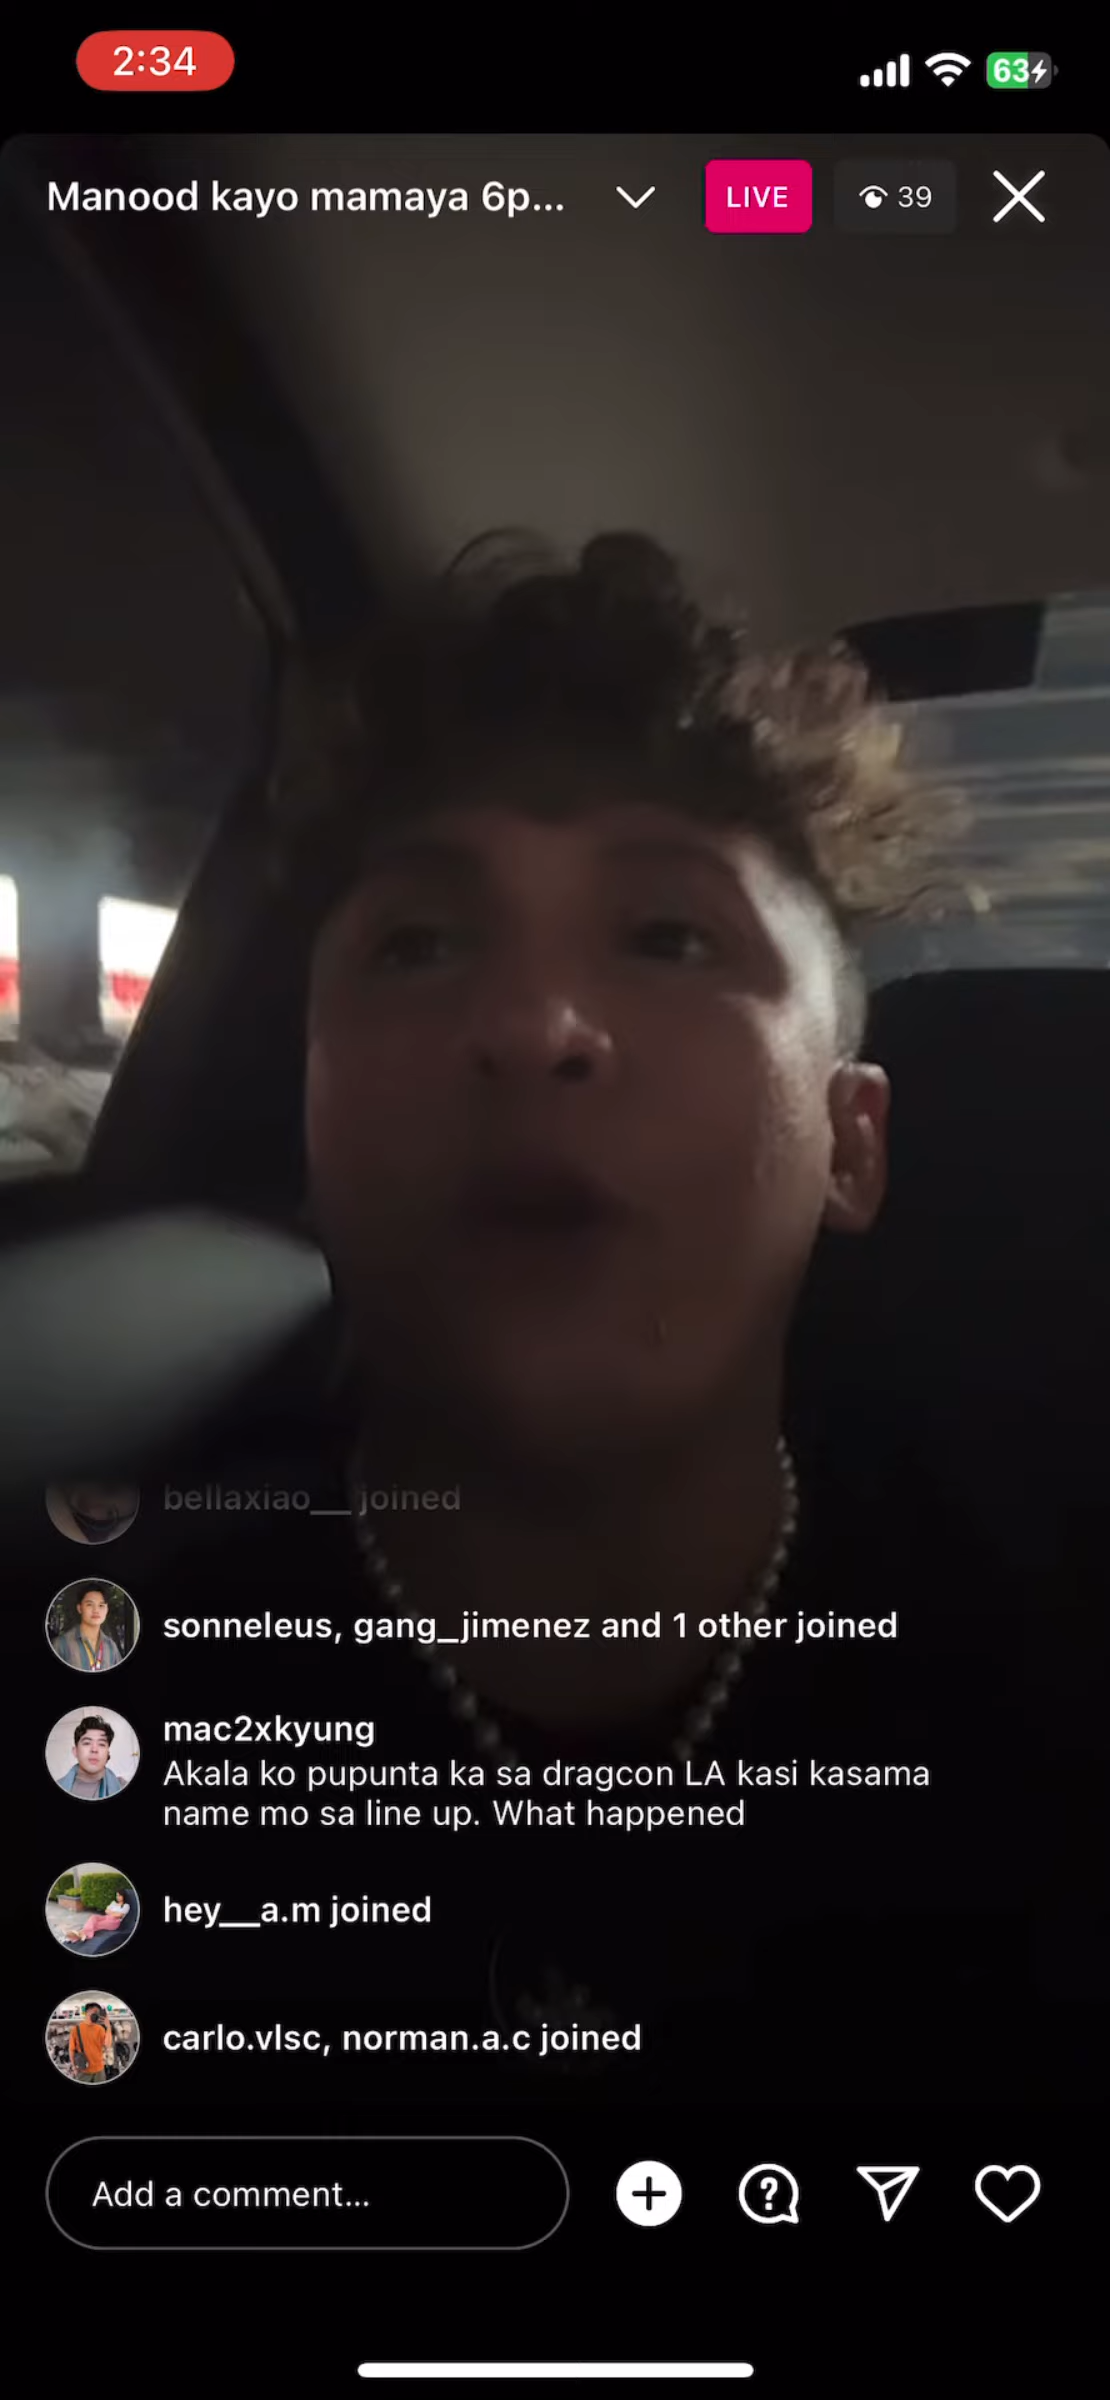 2:34
63
Manood kayo mamaya 6p...
LIVE
39
bellaxiao__ joined
sonneleus, gang_jimenez and 1 other joined
mac2xkyung
Akala ko pupunta ka sa dragcon LA kasi kasama
name mo sa line up. What happened
hey__a.m joined
carlo.vlsc, norman.a.c joined
Add a comment...